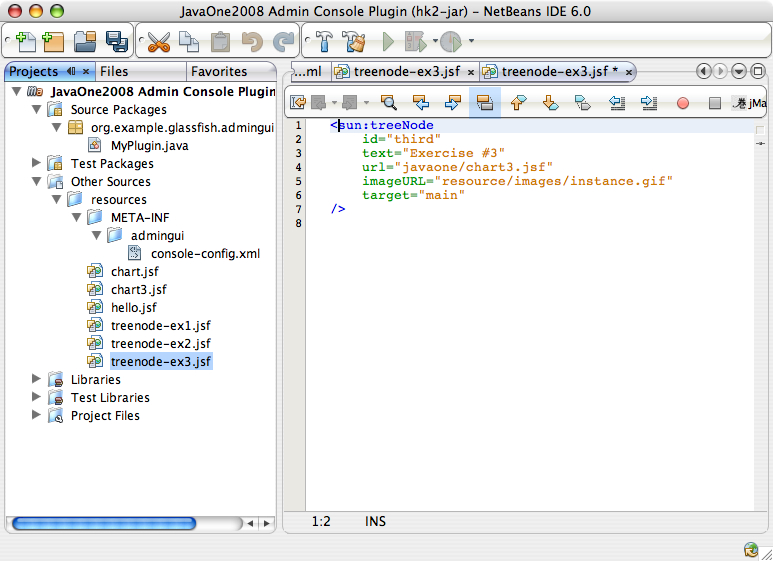 JavaOne2008 Admin Console Plugin (hk2-jar) - NetBeans IDE 6.0
Projects
Files
Favorites
JavaOne2008 Admin Console Plugin
Source Packages
org.example.glassfish.admingui
MyPlugin.java
Test Packages
Other Sources
resources
META-INF
admingui
console-config.xml
chart.jsf
chart3.jsf
hello.jsf
treenode-ex1.jsf
treenode-ex2.jsf
treenode-ex3.jsf
Libraries
Test Libraries
Project Files
...ml
treenode-ex3.jsf ×
treenode-ex3.jsf * ×
jMa
1 <sun:treeNode
2 id="third"
3 text="Exercise #3"
4 url="javaone/chart3.jsf"
5 imageURL="resource/images/instance.gif"
6 target="main"
7 />
8
1:2 INS